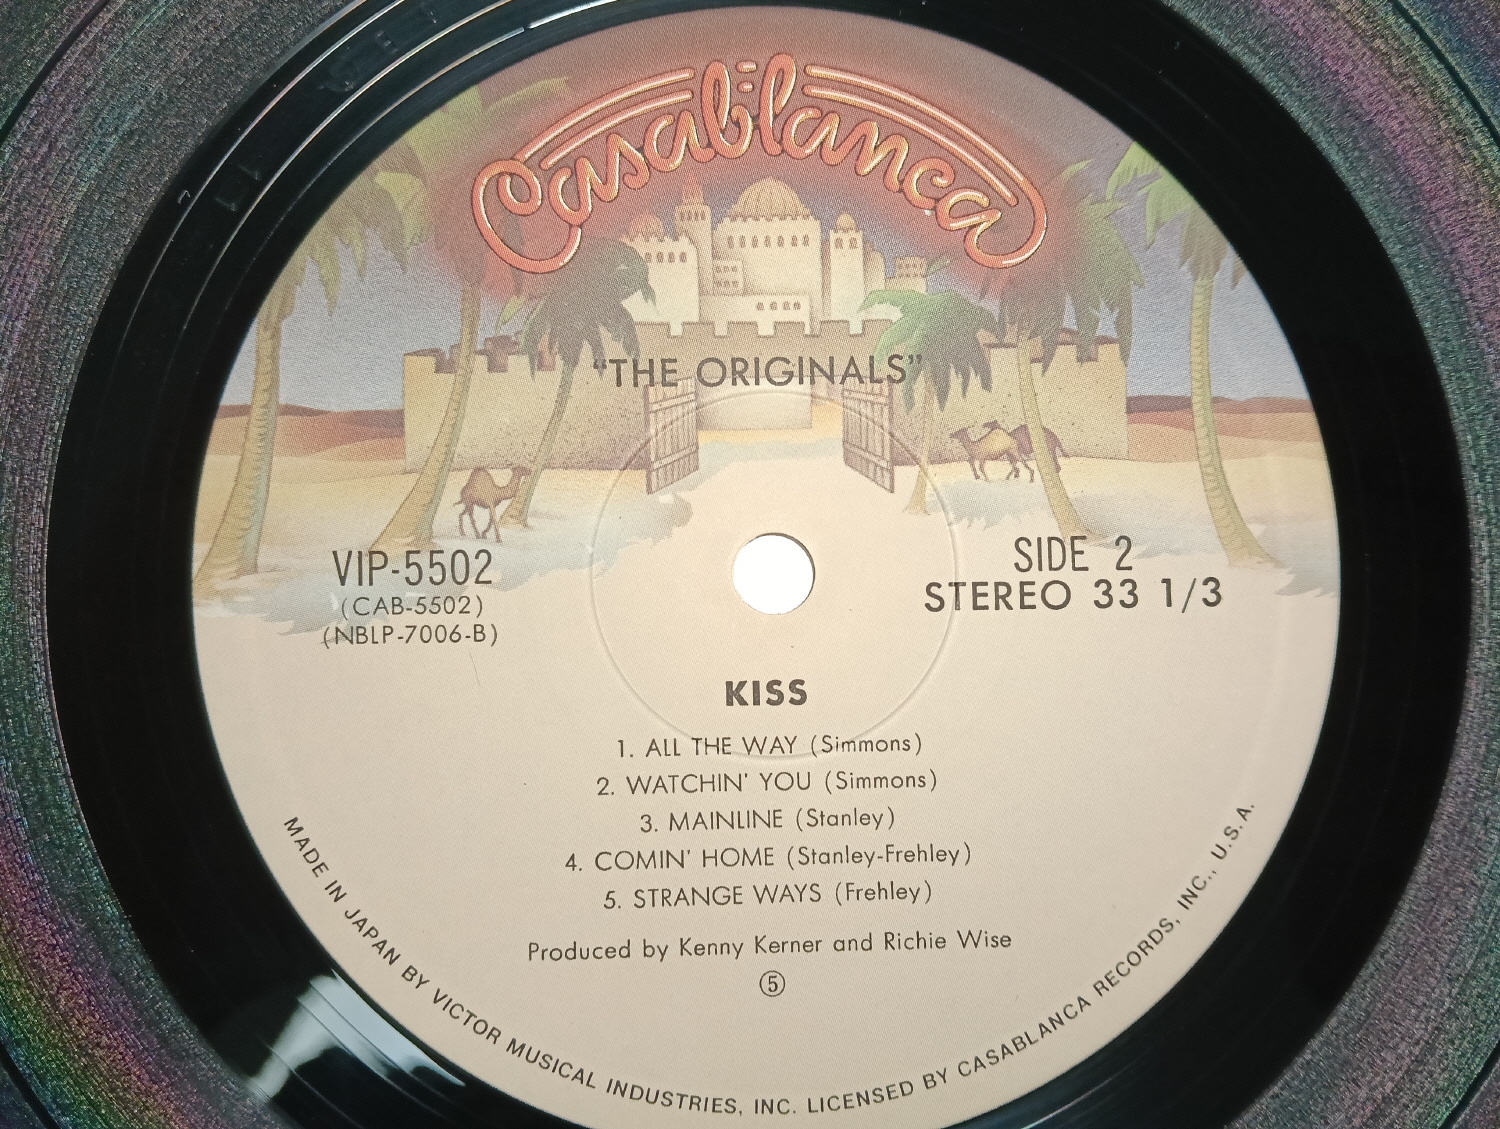 Casablanca
"THE ORIGINALS"
VIP-5502
(CAB-5502)
(NBLP-7006-B)
SIDE 2
STEREO 33 1/3
KISS
1. ALL THE WAY (Simmons)
2. WATCHIN' YOU (Simmons)
3. MAINLINE (Stanley)
4. COMIN' HOME (Stanley-Frehley)
5. STRANGE WAYS (Frehley)
Produced by Kenny Kerner and Richie Wise
⑤
MADE IN JAPAN BY VICTOR MUSICAL INDUSTRIES, INC. LICENSED BY CASABLANCA RECORDS, INC., U.S.A.